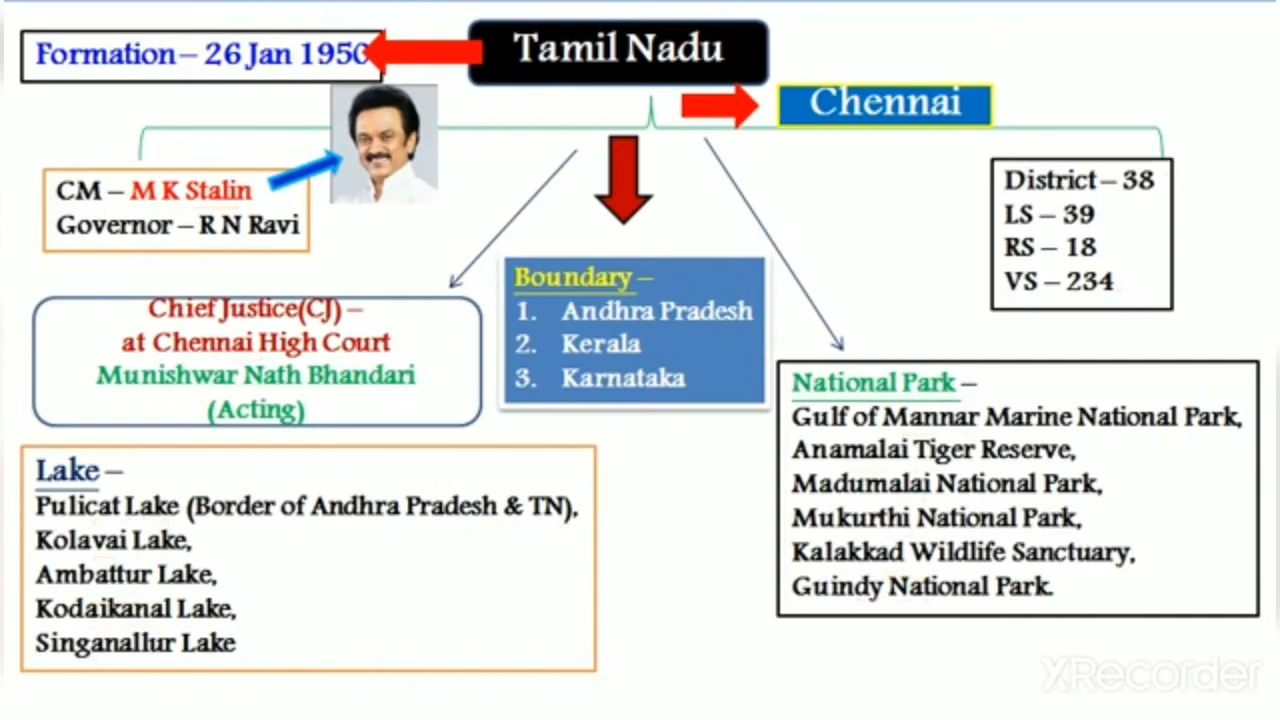 Tamil Nadu
Formation – 26 Jan 1950
Chennai
CM – M K Stalin
Governor – R N Ravi
District – 38
LS – 39
RS – 18
VS – 234
Chief Justice(CJ) –
at Chennai High Court
Munishwar Nath Bhandari
(Acting)
Boundary –
1. Andhra Pradesh
2. Kerala
3. Karnataka
National Park –
Gulf of Mannar Marine National Park,
Anamalai Tiger Reserve,
Madumalai National Park,
Mukurthi National Park,
Kalakkad Wildlife Sanctuary,
Guindy National Park.
Lake –
Pulicat Lake (Border of Andhra Pradesh & TN),
Kolavai Lake,
Ambattur Lake,
Kodaikanal Lake,
Singanallur Lake
XRecorder